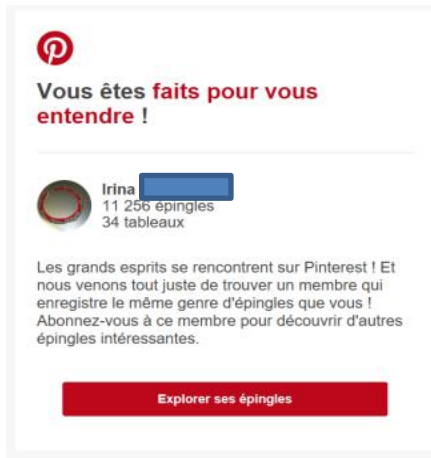 Vous êtes faits pour vous
entendre !
Irina
11 256 épingles
34 tableaux
Les grands esprits se rencontrent sur Pinterest ! Et
nous venons tout juste de trouver un membre qui
enregistre le même genre d'épingles que vous !
Abonnez-vous à ce membre pour découvrir d'autres
épingles intéressantes.
Explorer ses épingles